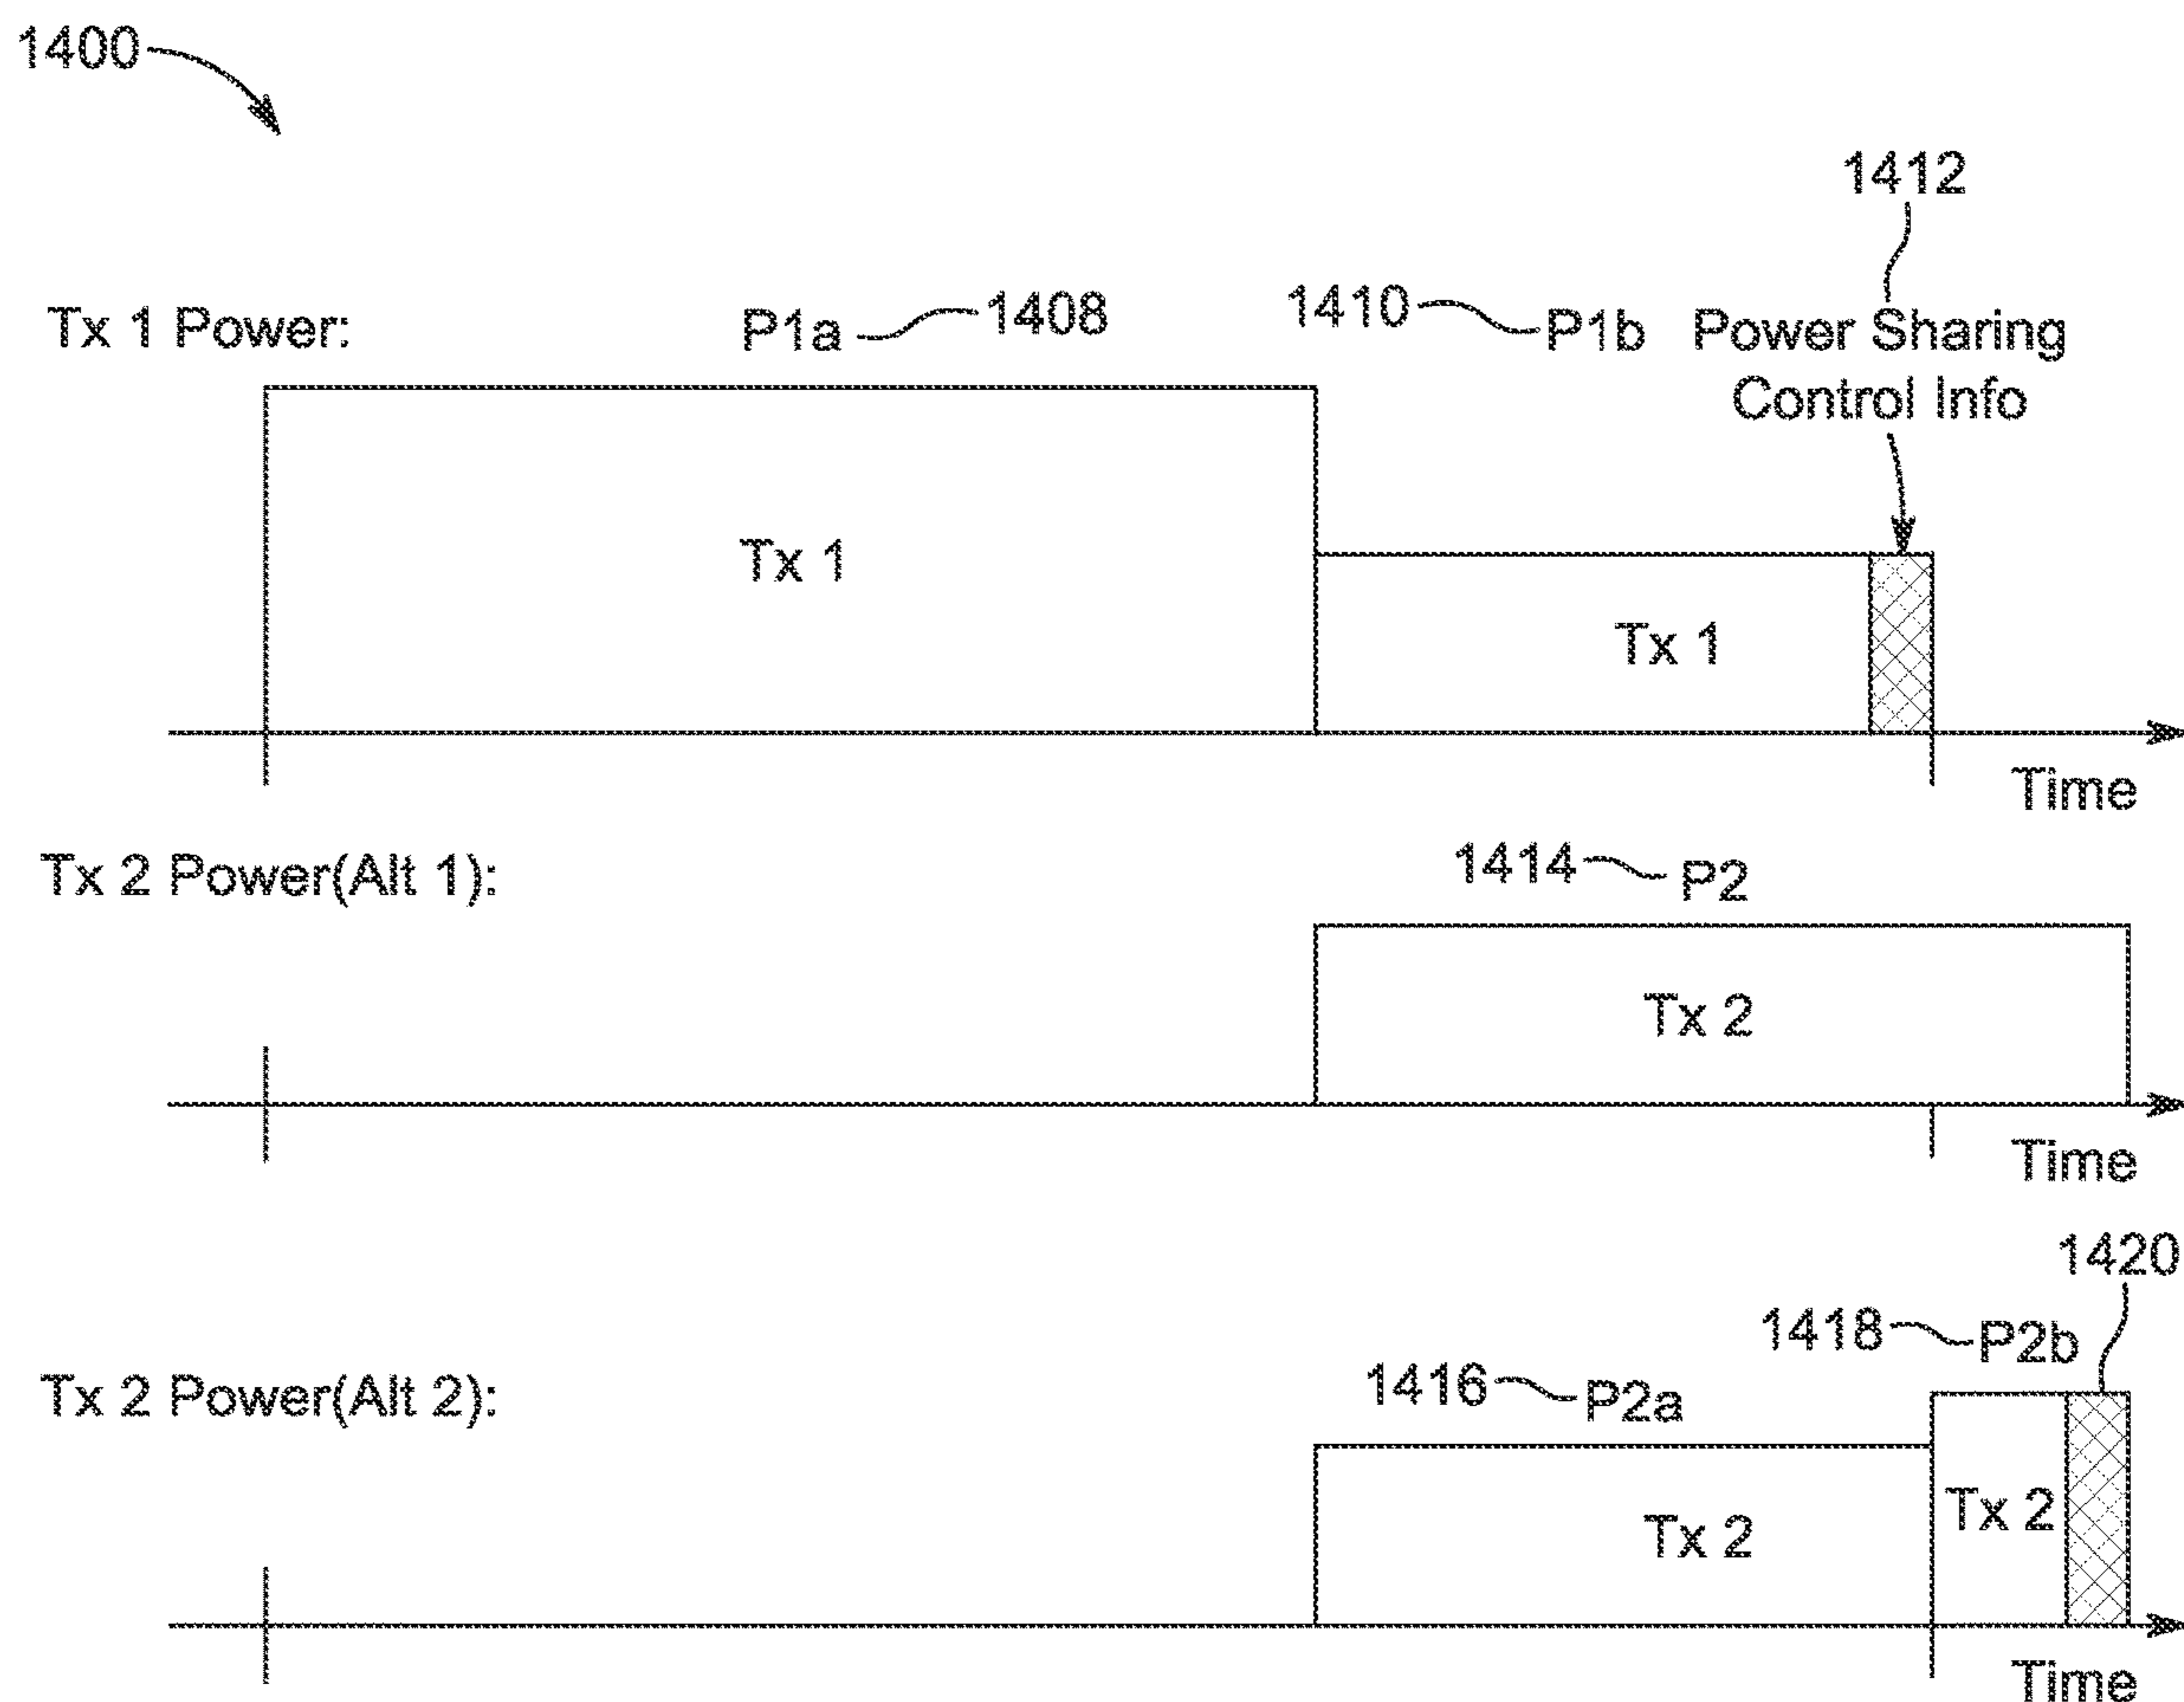 1400
1412
Tx 1 Power:
P1a
1408
1410
P1b
Power Sharing
Control Info
Tx 1
Tx 1
Time
Tx 2 Power(Alt 1):
1414
P2
Tx 2
Time
1420
1418
P2b
Tx 2 Power(Alt 2):
1416
P2a
Tx 2
Tx 2
Time